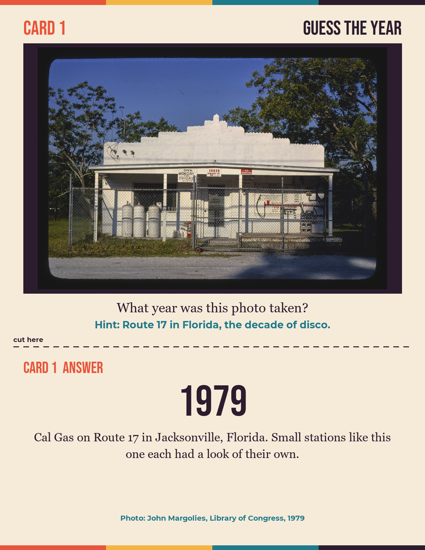 CARD 1
GUESS THE YEAR
What year was this photo taken?
Hint: Route 17 in Florida, the decade of disco.
cut here
CARD 1 ANSWER
1979
Cal Gas on Route 17 in Jacksonville, Florida. Small stations like this
one each had a look of their own.
Photo: John Margolies, Library of Congress, 1979